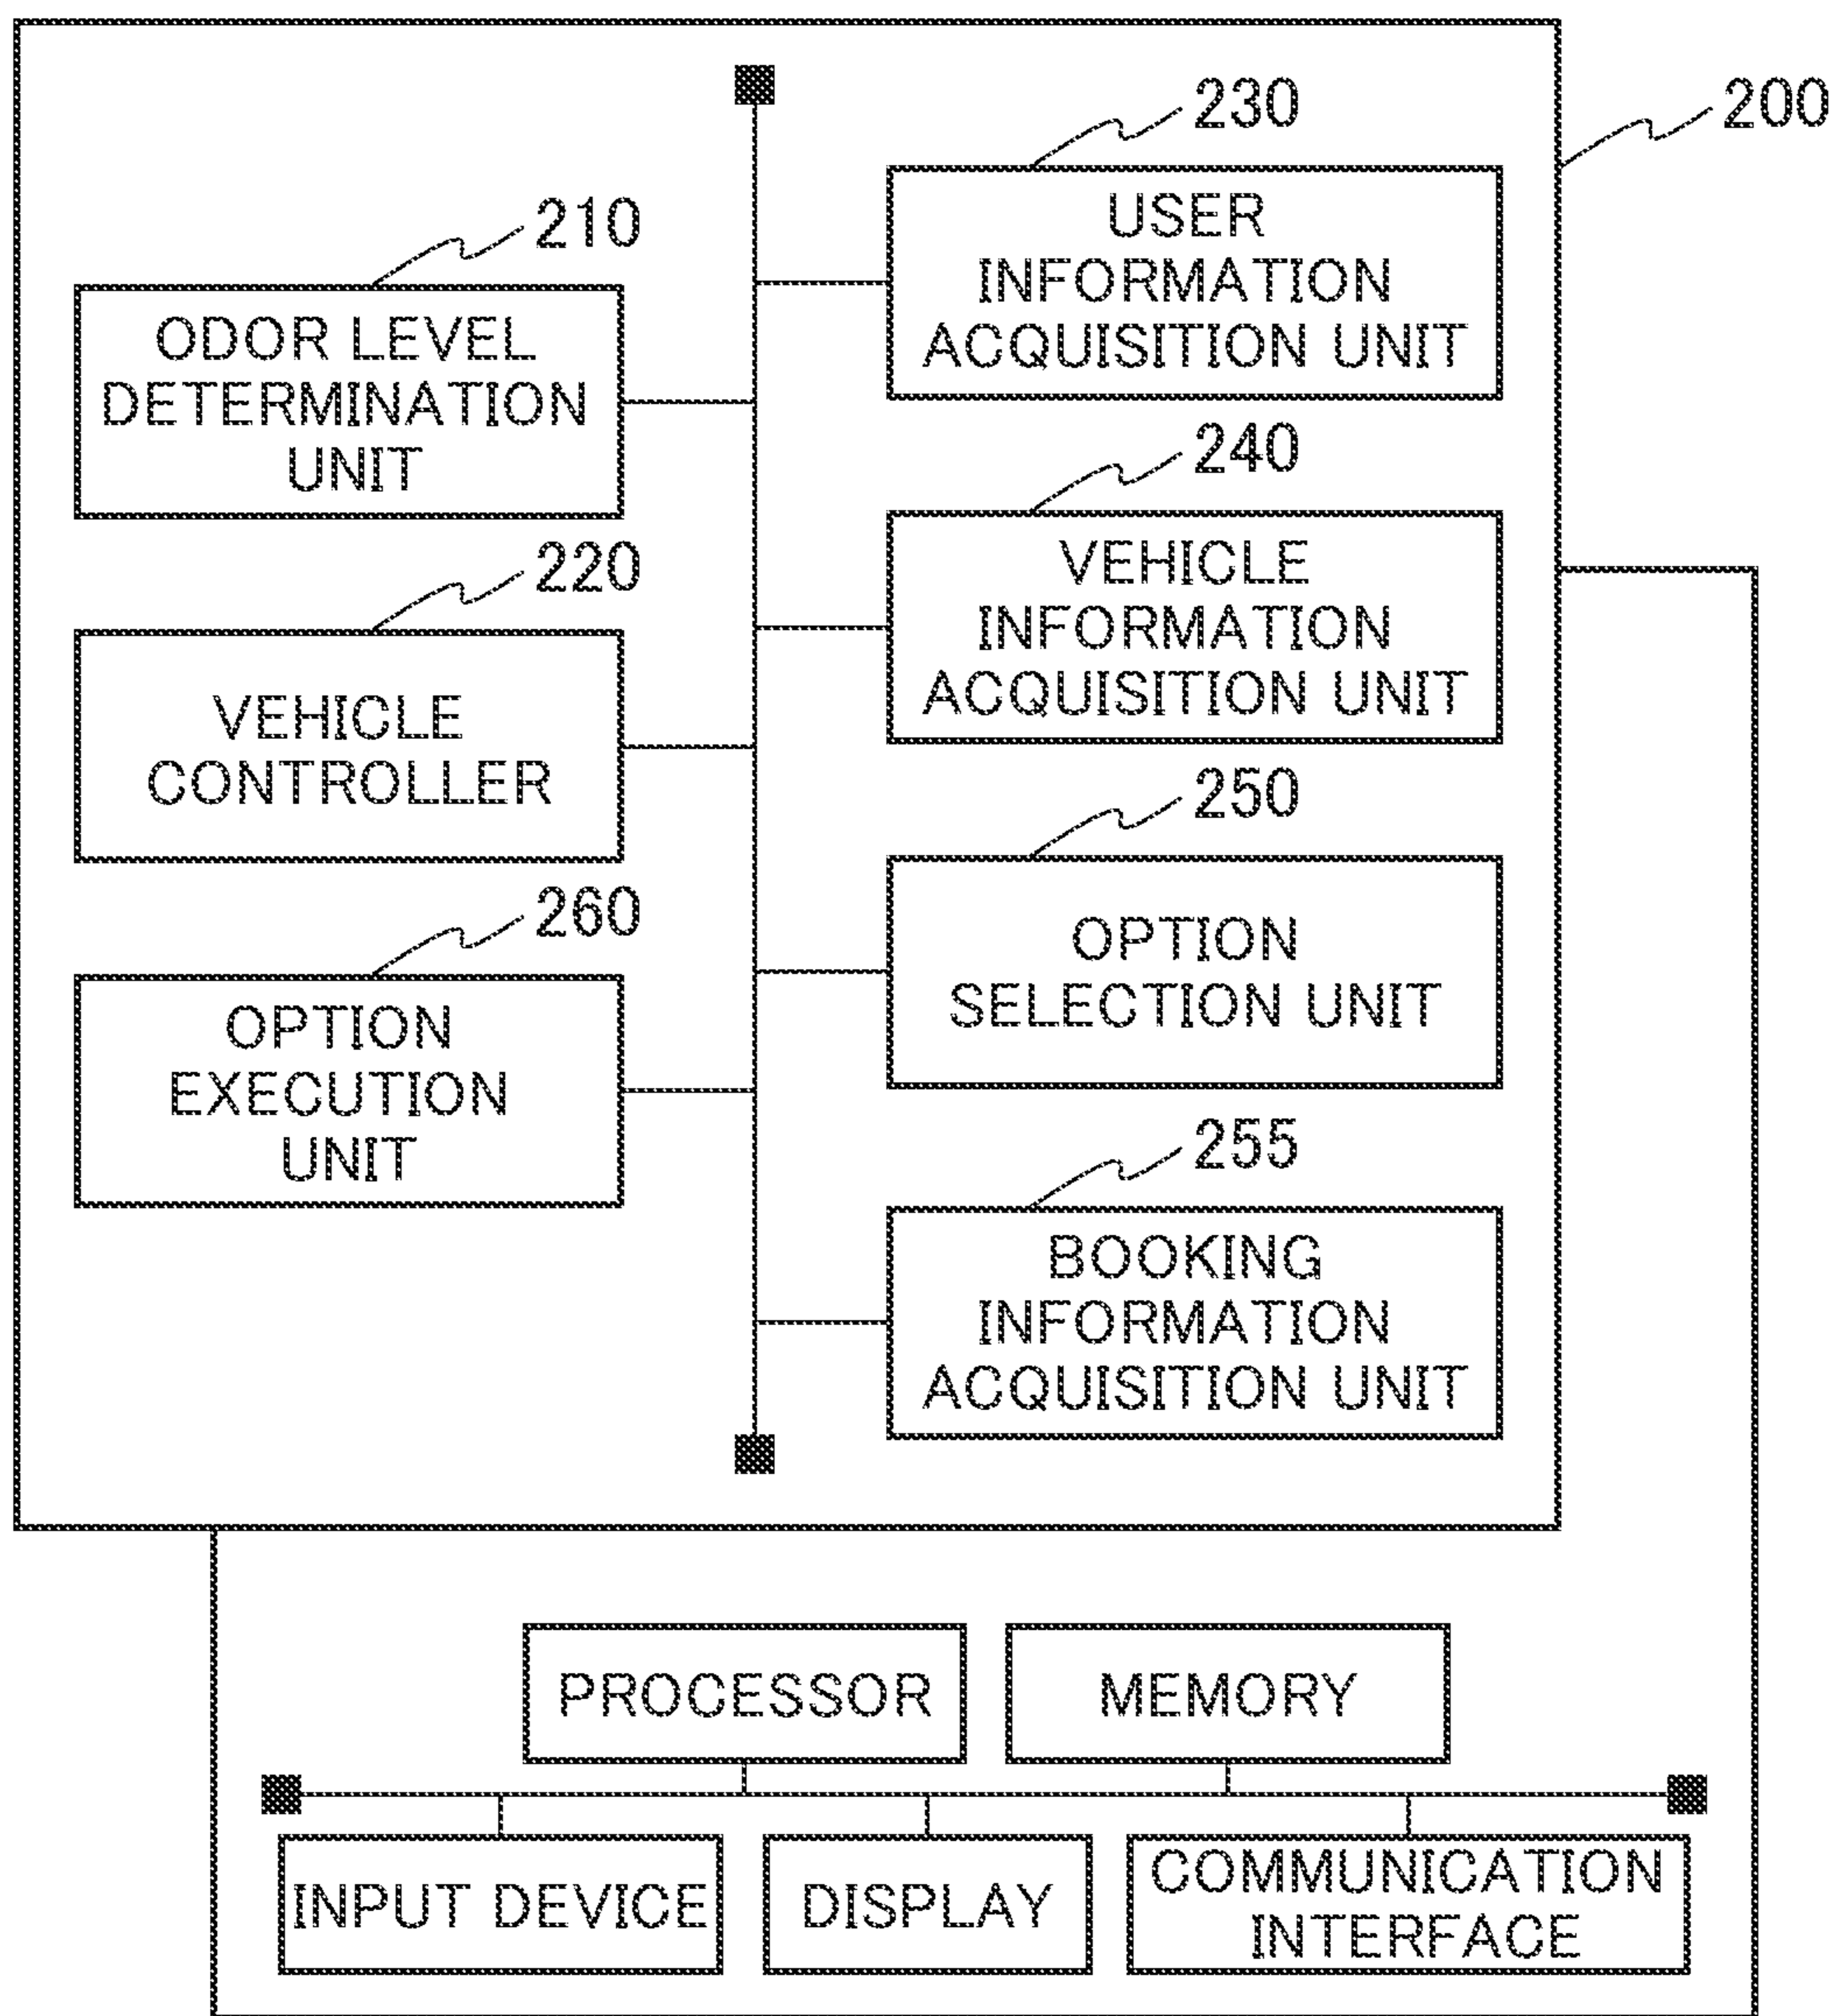 200
230
USER
INFORMATION
ACQUISITION UNIT
210
ODOR LEVEL
DETERMINATION
UNIT
240
VEHICLE
INFORMATION
ACQUISITION UNIT
220
VEHICLE
CONTROLLER
250
OPTION
SELECTION UNIT
260
OPTION
EXECUTION
UNIT
255
BOOKING
INFORMATION
ACQUISITION UNIT
PROCESSOR
MEMORY
INPUT DEVICE
DISPLAY
COMMUNICATION
INTERFACE